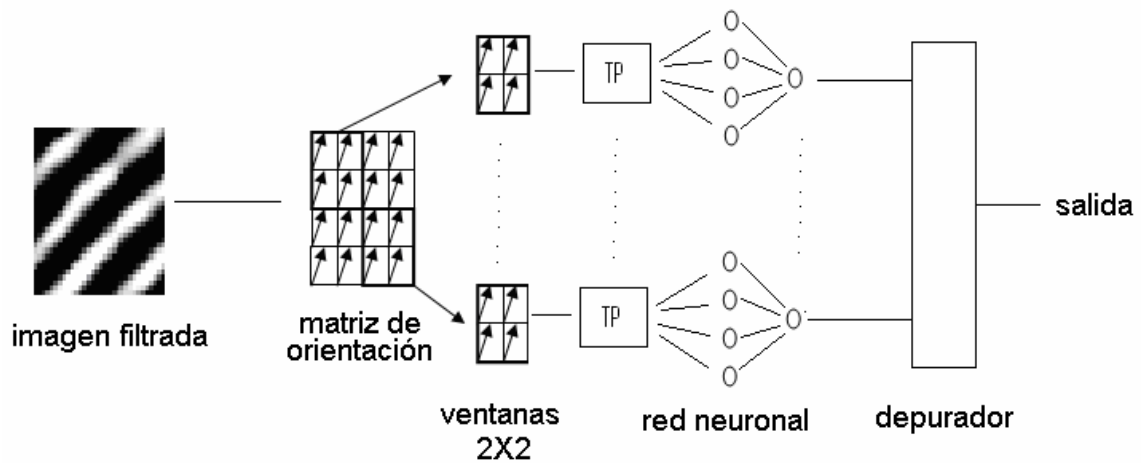 TP
salida
imagen filtrada
matriz de
orientación
TP
ventanas
2X2
red neuronal
depurador